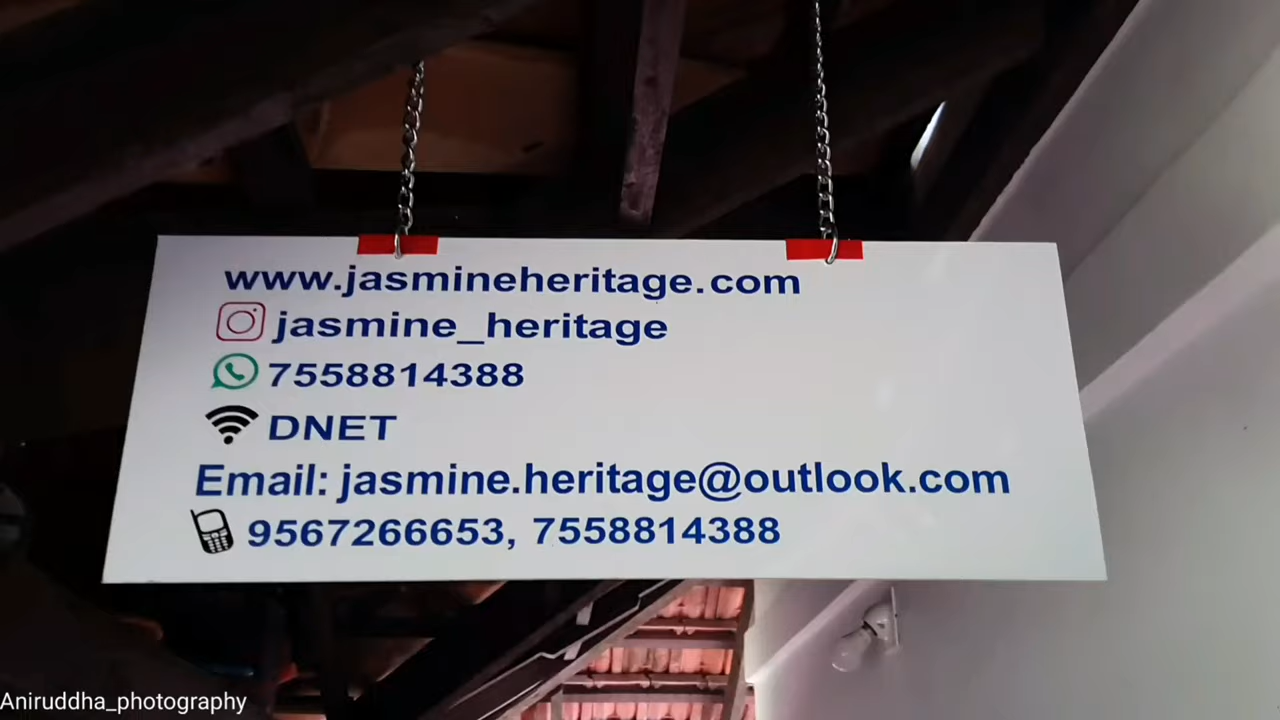 www.jasmineheritage.com
jasmine_heritage
7558814388
DNET
Email: jasmine.heritage@outlook.com
9567266653, 7558814388
Aniruddha_photography